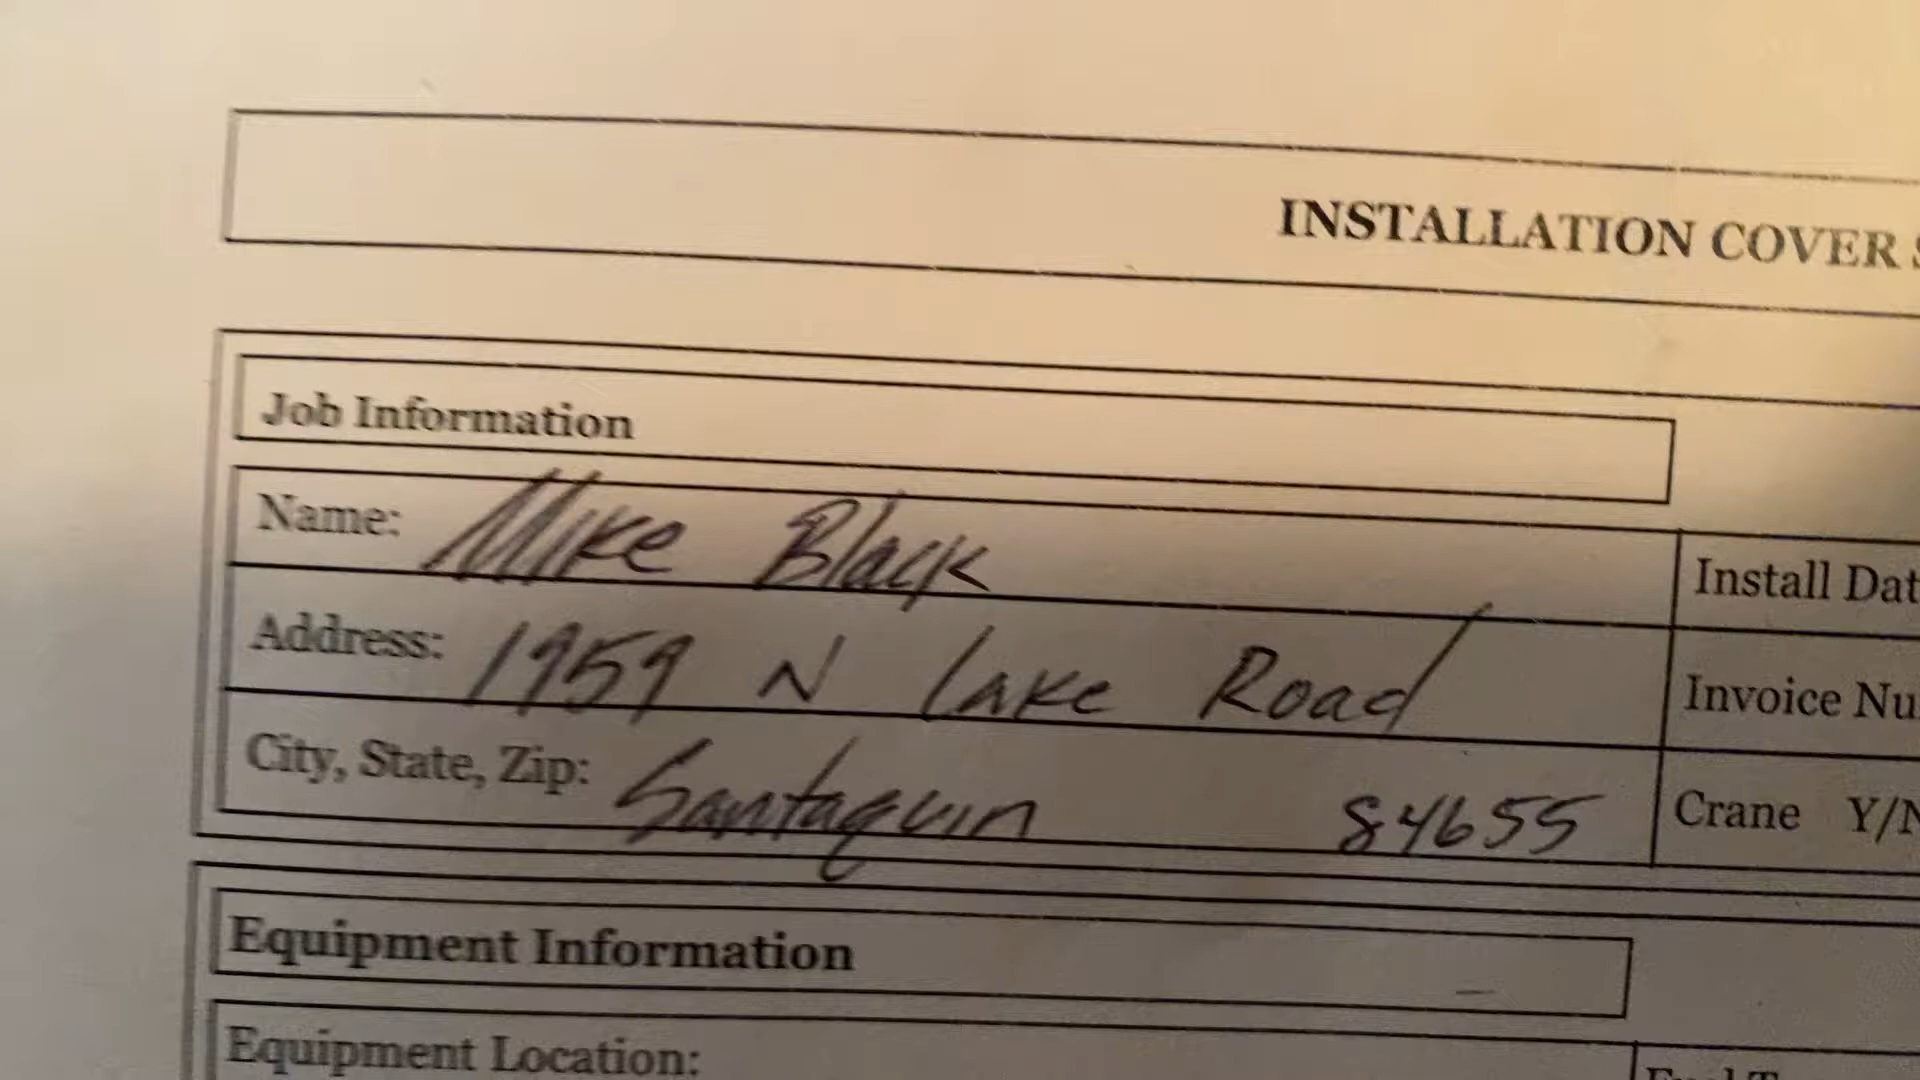 INSTALLATION COVER
Job Information
Name: Mike Black
Install Dat
Address: 1959 N Lake Road
Invoice Nu
City, State, Zip: Santaquin 84655
Crane Y/N
Equipment Information
Equipment Location: